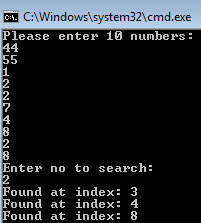 C:\Windows\system32\cmd.exe
Please enter 10 numbers:
44
55
1
2
2
7
4
8
2
8
Enter no to search:
2
Found at index: 3
Found at index: 4
Found at index: 8